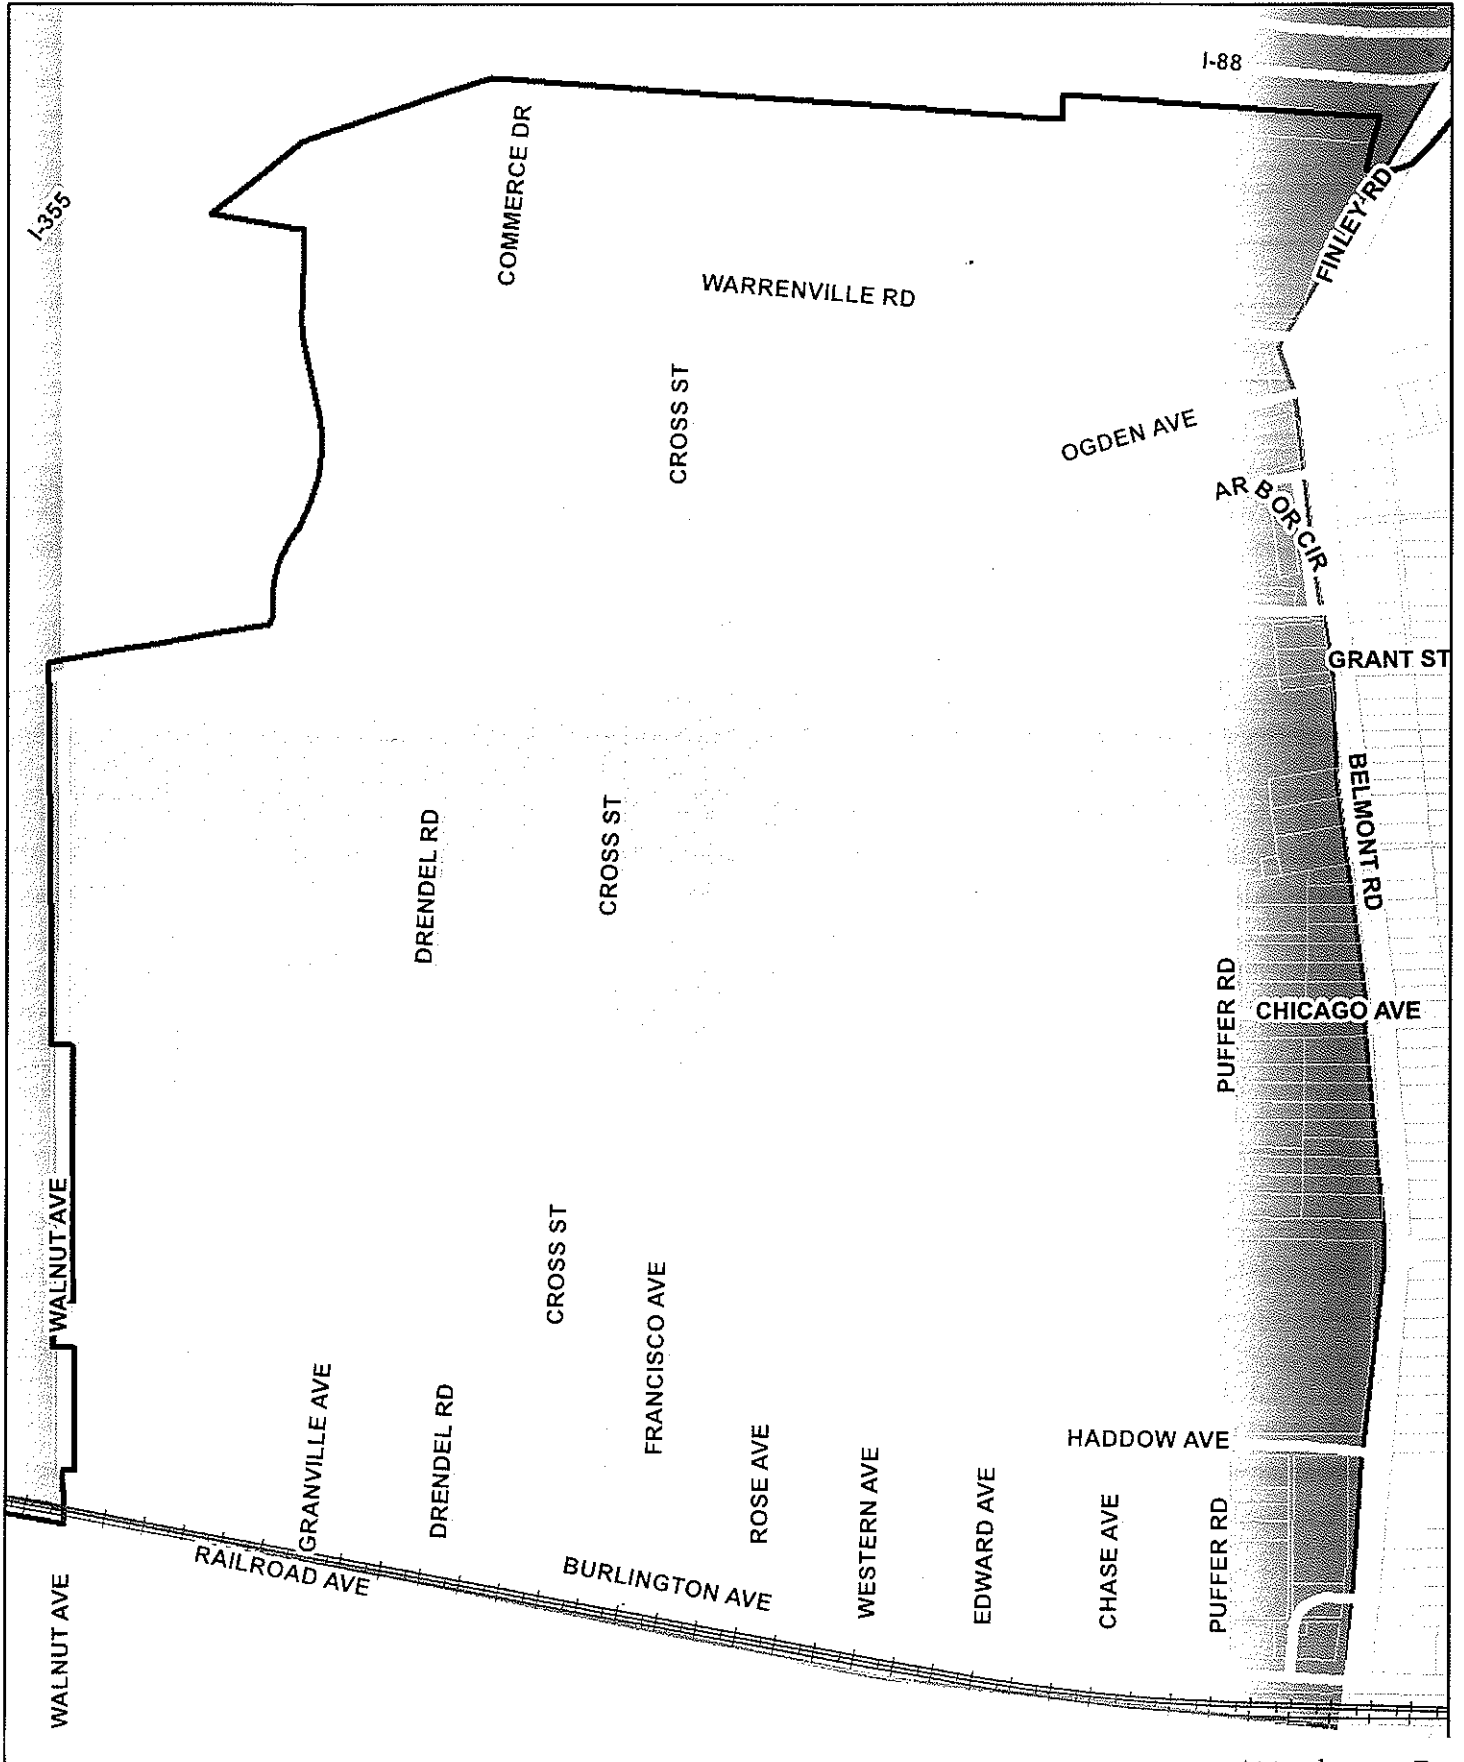 I-88
I-355
COMMERCE DR
FINLEY RD
WARRENVILLE RD
CROSS ST
OGDEN AVE
ARBOR CIR
GRANT ST
BELMONT RD
DRENDEL RD
CROSS ST
PUFFER RD
CHICAGO AVE
WALNUT AVE
CROSS ST
FRANCISCO AVE
GRANVILLE AVE
DRENDEL RD
ROSE AVE
HADDOW AVE
WESTERN AVE
EDWARD AVE
CHASE AVE
PUFFER RD
RAILROAD AVE
BURLINGTON AVE
WALNUT AVE